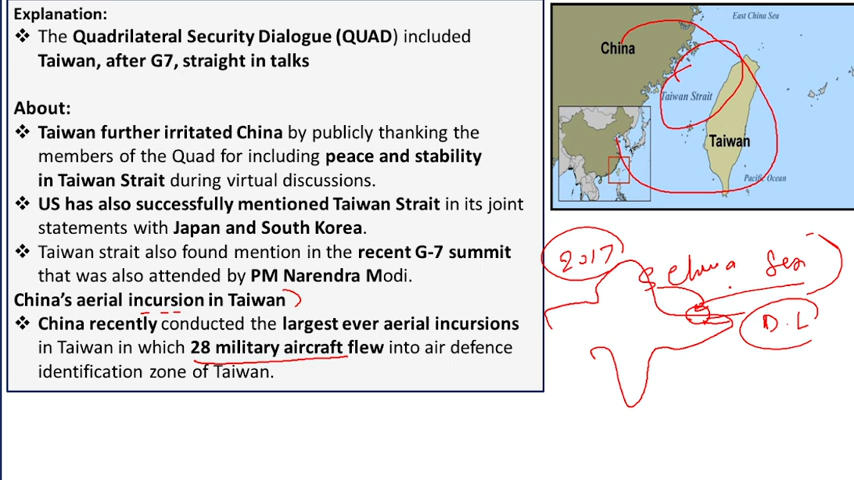 Explanation:
❖ The Quadrilateral Security Dialogue (QUAD) included
Taiwan, after G7, straight in talks
About:
❖ Taiwan further irritated China by publicly thanking the
members of the Quad for including peace and stability
in Taiwan Strait during virtual discussions.
❖ US has also successfully mentioned Taiwan Strait in its joint
statements with Japan and South Korea.
❖ Taiwan strait also found mention in the recent G-7 summit
that was also attended by PM Narendra Modi.
China's aerial incursion in Taiwan
❖ China recently conducted the largest ever aerial incursions
in Taiwan in which 28 military aircraft flew into air defence
identification zone of Taiwan.
East China Sea
China
Taiwan Strait
Taiwan
Pacific Ocean
2017
China Sea
D.L